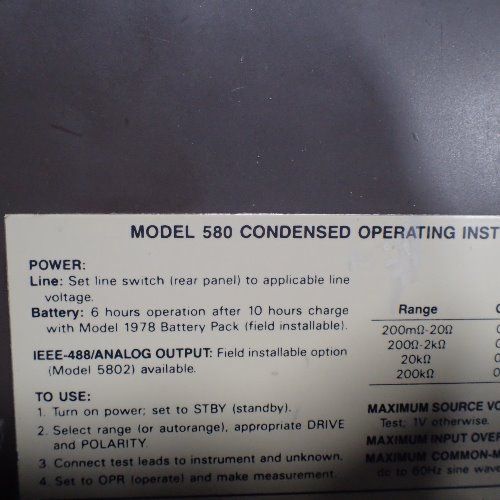 MODEL 580 CONDENSED OPERATING INST
POWER:
Line: Set line switch (rear panel) to applicable line
voltage.
Battery: 6 hours operation after 10 hours charge
with Model 1978 Battery Pack (field installable).
IEEE-488/ANALOG OUTPUT: Field installable option
(Model 5802) available.
TO USE:
1. Turn on power; set to STBY (standby).
2. Select range (or autorange), appropriate DRIVE
and POLARITY.
3 Connect test leads to instrument and unknown.
4. Set to OPR (operate) and make measurement.
Range
200mΩ-20Ω 0
200Ω-2kΩ 0
20kΩ 0
200kΩ 0
MAXIMUM SOURCE VO
Test; 1V otherwise.
MAXIMUM INPUT OVER
MAXIMUM COMMON-M
dc to 60Hz sine wave